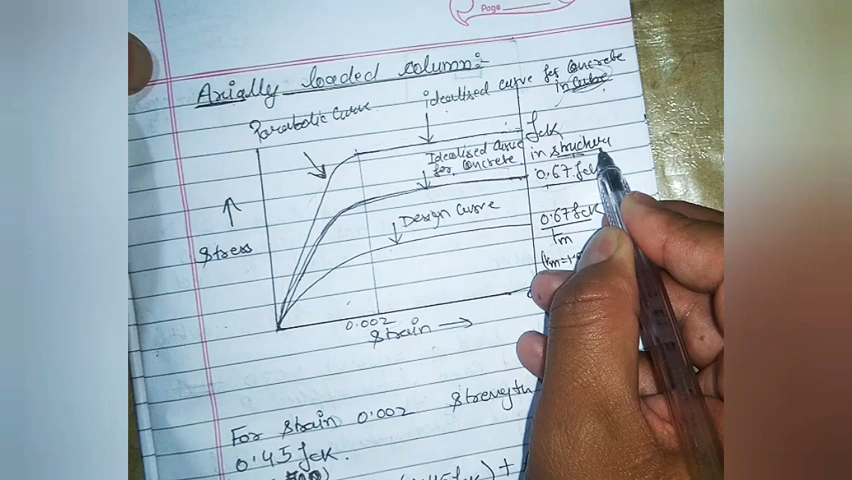 Page
Axially loaded column:-
Idealised curve for Concrete
in cube
Parabolic curve
fck
Idealised Curve
for Concrete
in structure
0.67 fck
Design Curve
0.67 fck
Stress
0.002
Strain
For strain 0.002 Strength
0.45 fck.